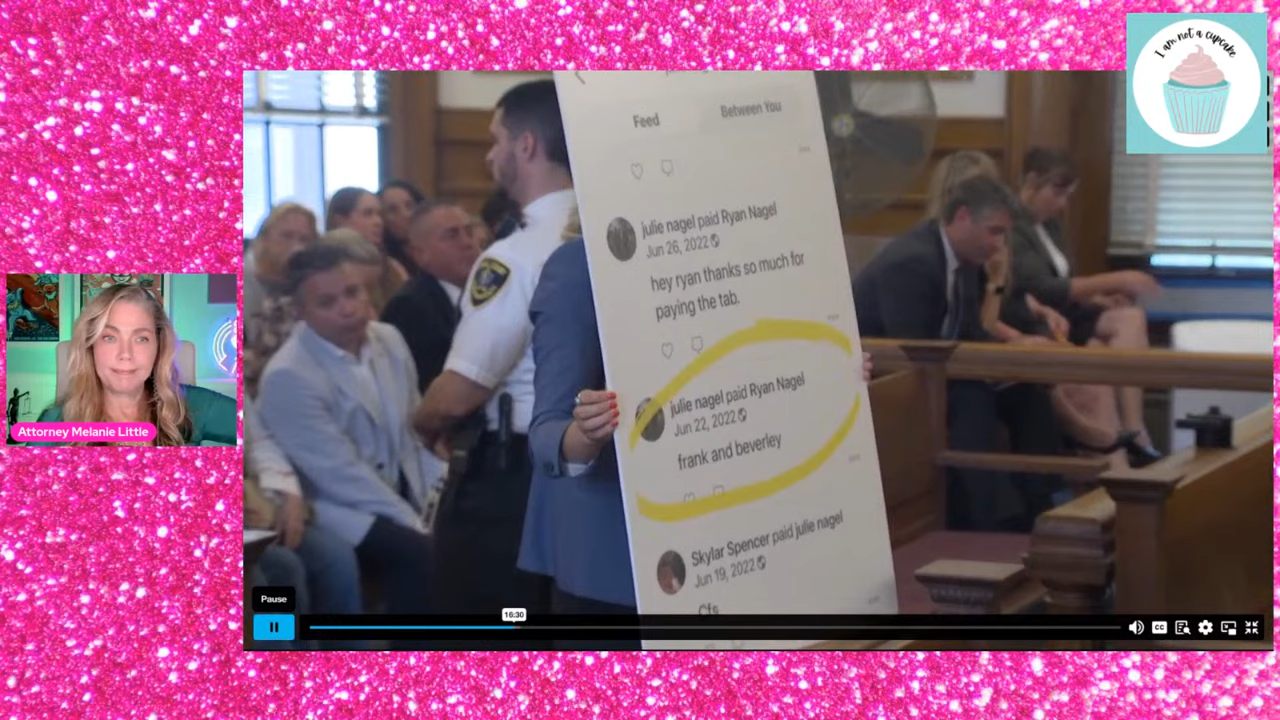 I am not a cupcake
Feed
Between You
julie nagel paid Ryan Nagel
Jun 26, 2022
hey ryan thanks so much for
paying the tab.
julie nagel paid Ryan Nagel
Jun 22, 2022
frank and beverley
Skylar Spencer paid julie nagel
Jun 19, 2022
Cfs
Attorney Melanie Little
Pause
16:30
CC